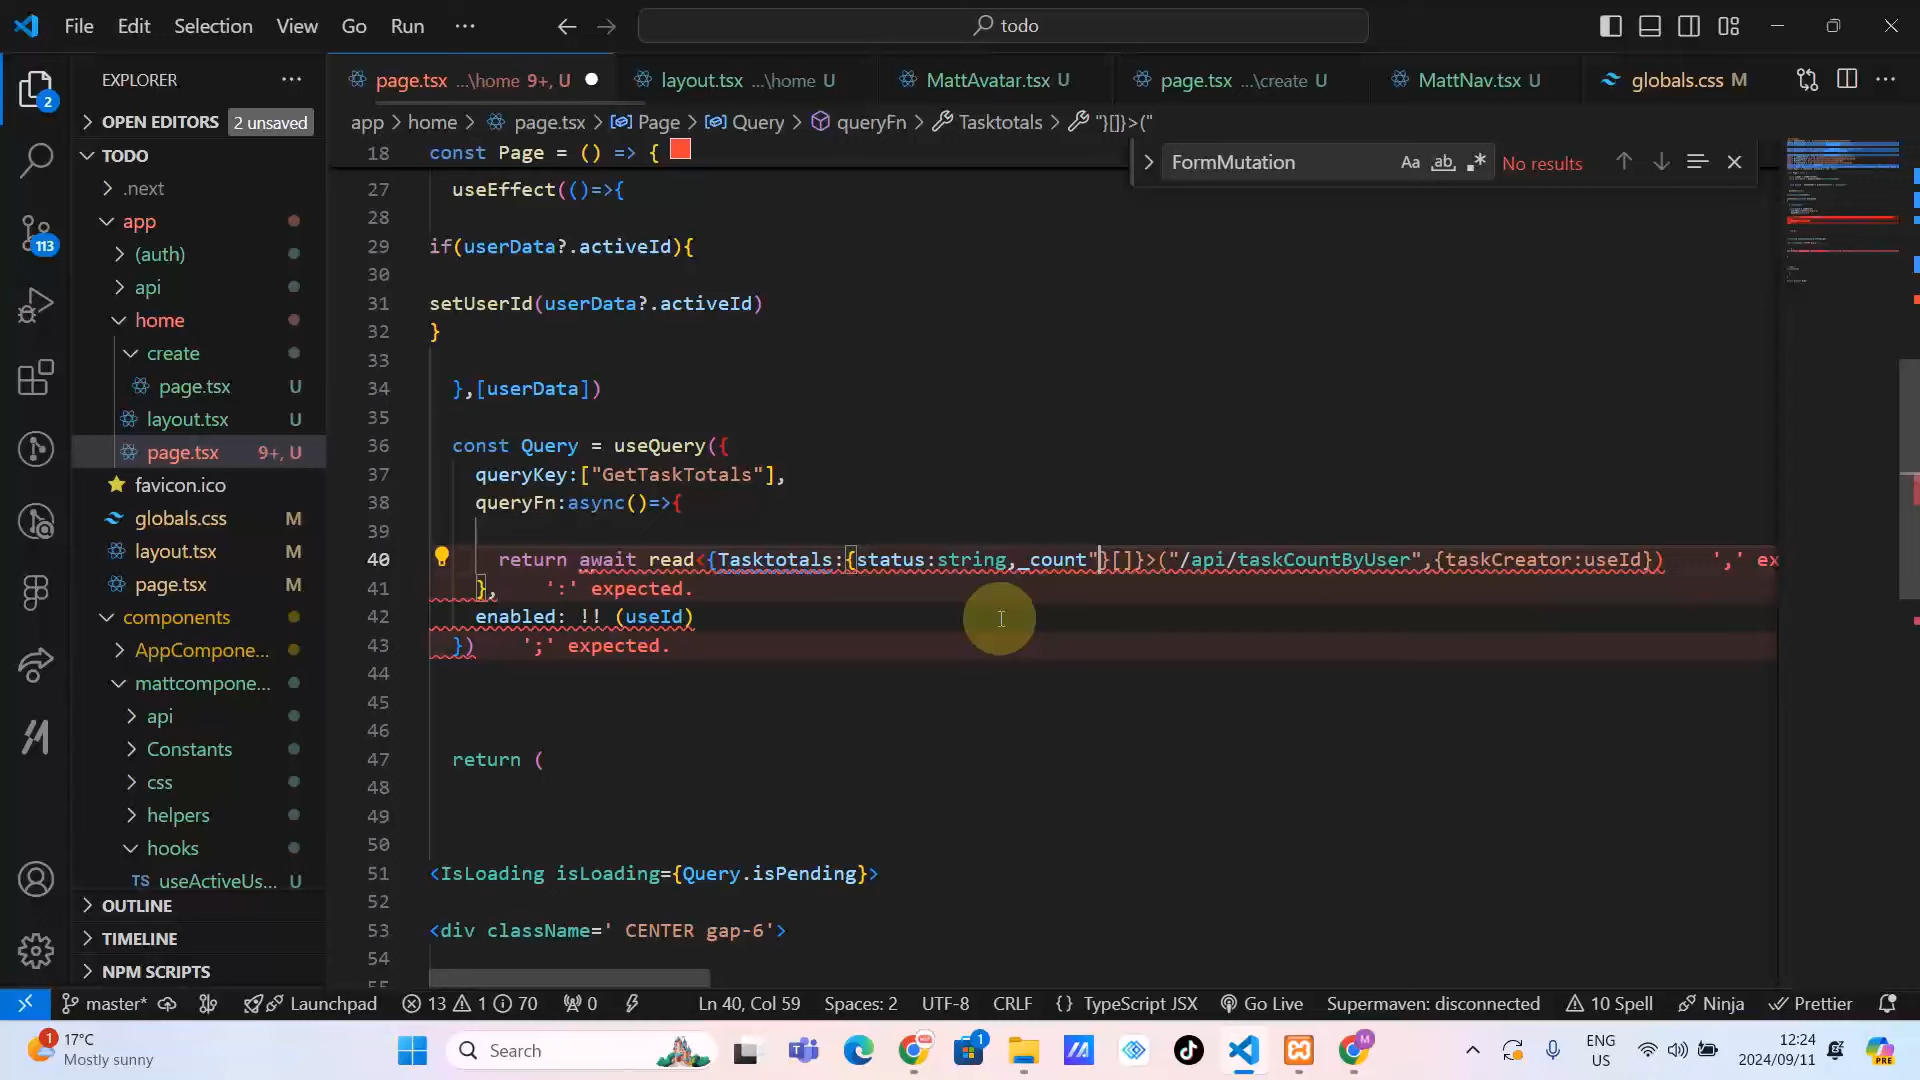 File Edit Selection View Go Run ··· todo
EXPLORER ···
OPEN EDITORS 2 unsaved
TODO
.next
app
(auth)
api
home
create
page.tsx U
layout.tsx U
page.tsx 9+, U
favicon.ico
globals.css M
layout.tsx M
page.tsx M
components
AppCompone...
mattcompone...
api
Constants
css
helpers
hooks
TS useActiveUs... U
OUTLINE
TIMELINE
NPM SCRIPTS
2
113
page.tsx ...\home 9+, U
layout.tsx ...\home U
MattAvatar.tsx U
page.tsx ...\create U
MattNav.tsx U
globals.css M
app > home > page.tsx > Page > Query > queryFn > Tasktotals > "}[]}>("
FormMutation Aa ab .* No results
18 const Page = () => {
27 useEffect(()=>{
28
29 if(userData?.activeId){
30
31 setUserId(userData?.activeId)
32 }
33
34 },[userData])
35
36 const Query = useQuery({
37 queryKey:["GetTaskTotals"],
38 queryFn:async()=>{
39
40 return await read<{Tasktotals:{status:string,_count"}[]}>("/api/taskCountByUser",{taskCreator:useId}) ',' ex
41 }, ':' expected.
42 enabled: !! (useId)
43 }) ';' expected.
44
45
46
47 return (
48
49
50
51 <IsLoading isLoading={Query.isPending}>
52
53 <div className=' CENTER gap-6'>
54
55
master* Launchpad 13 1 70 0 Ln 40, Col 59 Spaces: 2 UTF-8 CRLF {} TypeScript JSX Go Live Supermaven: disconnected 10 Spell Ninja Prettier
1 17°C
Mostly sunny
Search
1
M
ENG
US
12:24
2024/09/11
PRE